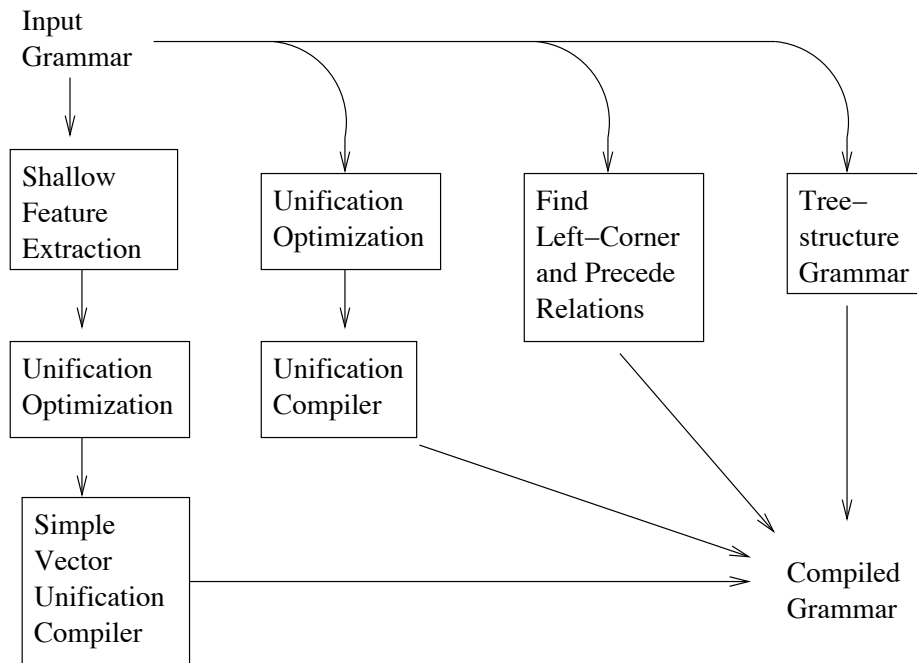 Input
Grammar
Shallow
Feature
Extraction
Unification
Optimization
Find
Left–Corner
and Precede
Relations
Tree–
structure
Grammar
Unification
Optimization
Unification
Compiler
Simple
Vector
Unification
Compiler
Compiled
Grammar